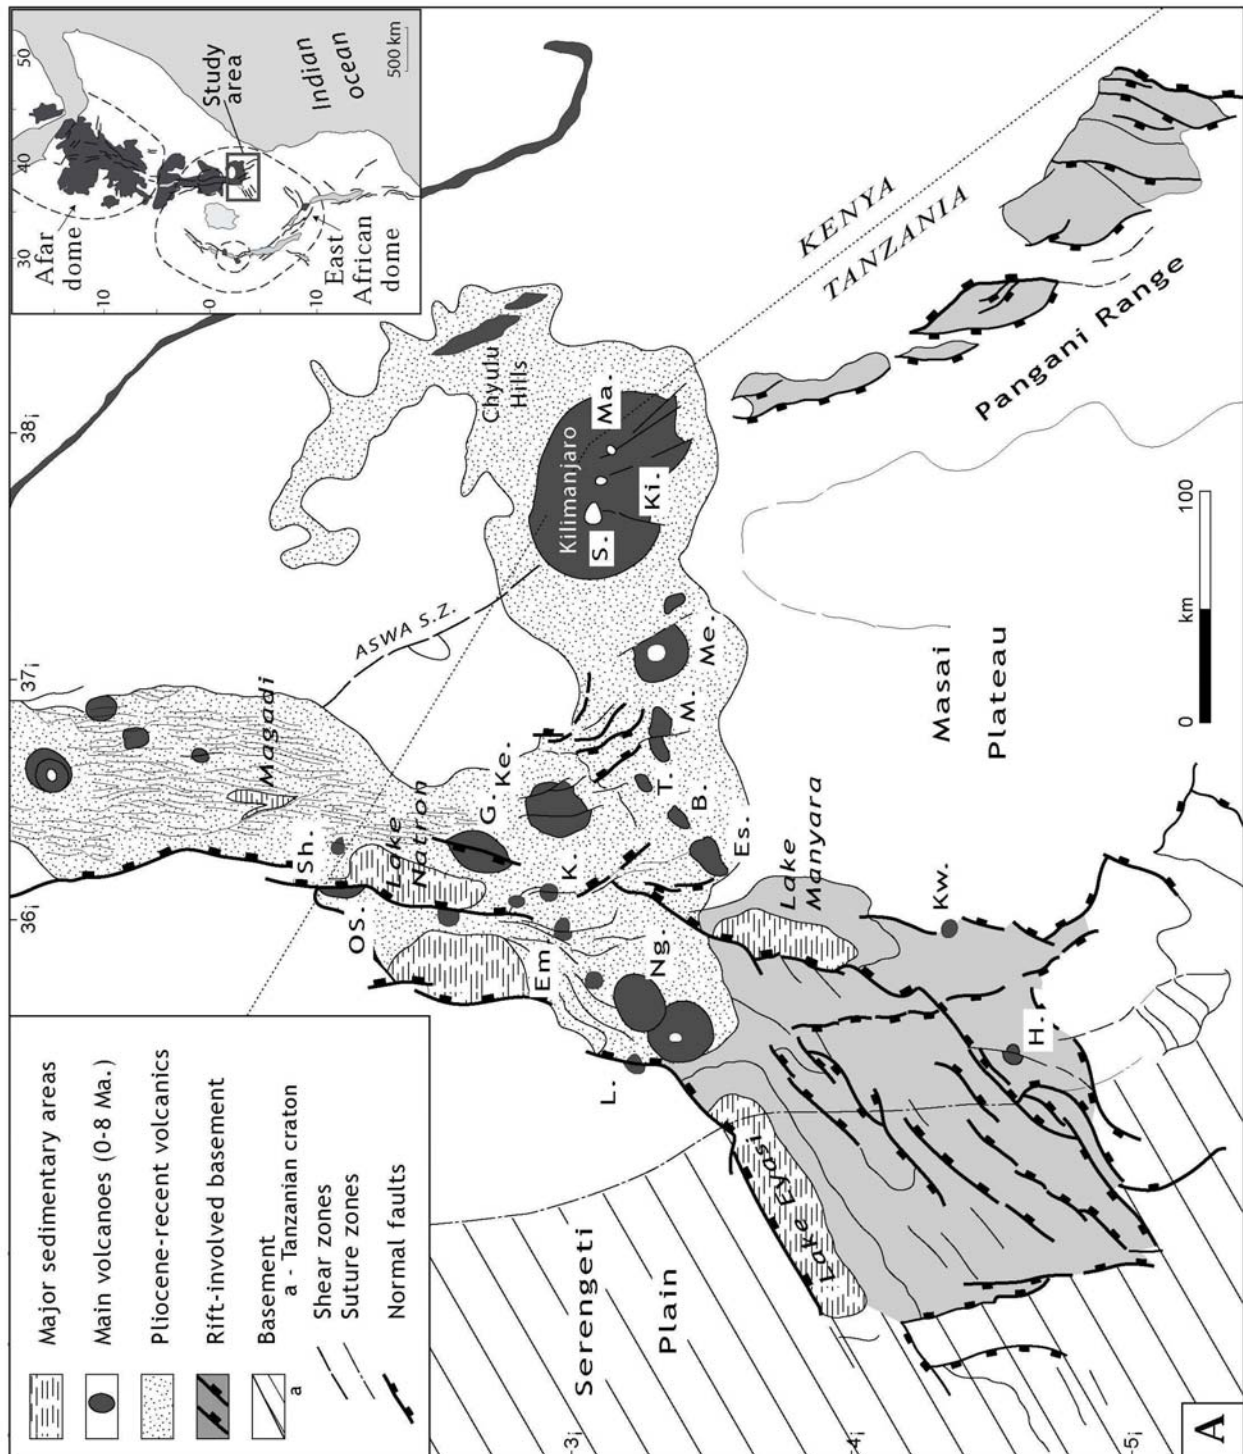 Major sedimentary areas
Main volcanoes (0-8 Ma.)
Pliocene-recent volcanics
Rift-involved basement
Basement
a - Tanzanian craton
a
Shear zones
Suture zones
Normal faults
36¡
37¡
38¡
Afar
dome
30
40
50
10
0
10
East
African
dome
Study
area
Indian
ocean
500 km
Magadi
Sh.
Lake
Natron
OS.
G.
Ke.
ASWA S.Z.
Chyulu
Hills
Kilimanjaro
S.
Ki.
Ma.
KENYA
TANZANIA
Em.
K.
L.
Ng.
T.
M.
Me.
B.
Es.
3¡
Serengeti
Plain
Lake Eyasi
Lake
Manyara
Masai
Plateau
Pangani Range
4¡
Kw.
H.
5¡
0
km
100
A